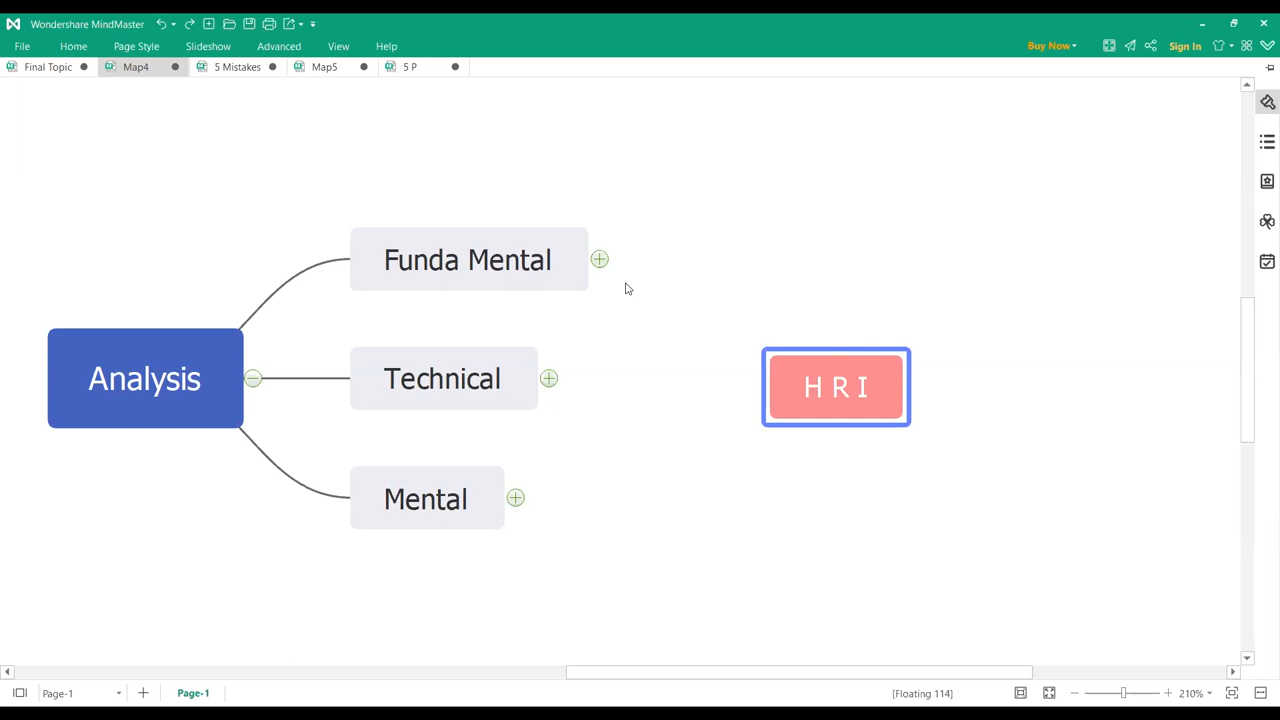 Wondershare MindMaster
File Home Page Style Slideshow Advanced View Help
Buy Now Sign In
Final Topic Map4 5 Mistakes Map5 5 P
Funda Mental
Analysis
Technical
H R I
Mental
Page-1 Page-1 [Floating 114] 210%